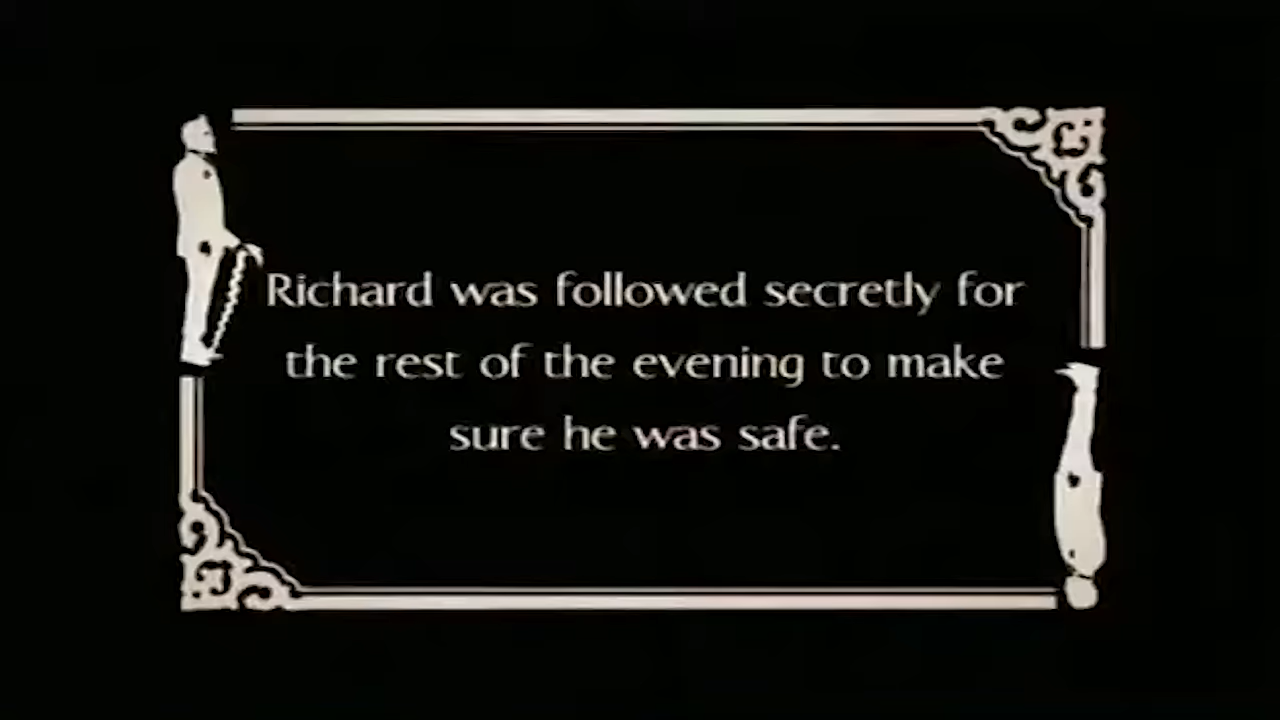 Richard was followed secretly for
the rest of the evening to make
sure he was safe.